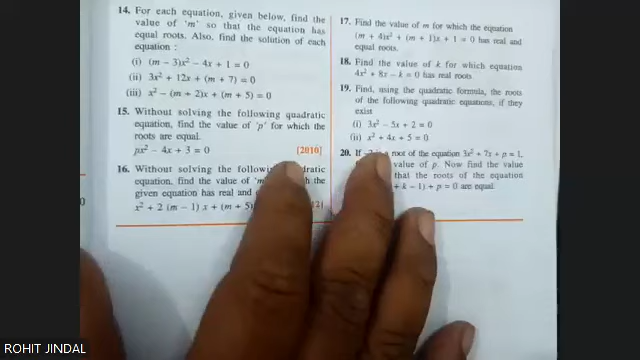 14. For each equation, given below, find the
value of 'm' so that the equation has
equal roots. Also, find the solution of each
equation :
(i) (m – 3)x² – 4x + 1 = 0
(ii) 3x² + 12x + (m + 7) = 0
(iii) x² – (m + 2)x + (m + 5) = 0
15. Without solving the following quadratic
equation, find the value of 'p' for which the
roots are equal.
px² – 4x + 3 = 0 [2010]
16. Without solving the following
equation, find the value of 'm' the
given equation has real and
x² + 2 (m – 1) x + (m + 5)
17. Find the value of m for which the equation
(m + 4)x² + (m + 1)x + 1 = 0 has real and
equal roots.
18. Find the value of k for which equation
4x² + 8x – k = 0 has real roots
19. Find, using the quadratic formula, the roots
of the following quadratic equations, if they
exist
(i) 3x² – 5x + 2 = 0
(ii) x² + 4x + 5 = 0
20. If root of the equation 3x² + 7x + p = 1,
value of p. Now find the value
that the roots of the equation
+ k – 1) + p = 0 are equal.
ROHIT JINDAL